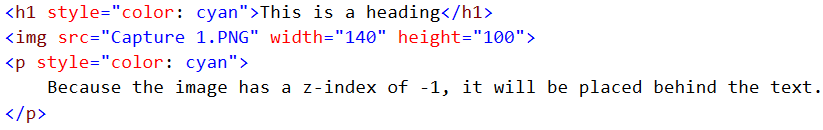 <h1 style="color: cyan">This is a heading</h1>
<img src="Capture 1.PNG" width="140" height="100">
<p style="color: cyan">
    Because the image has a z-index of -1, it will be placed behind the text.
</p>